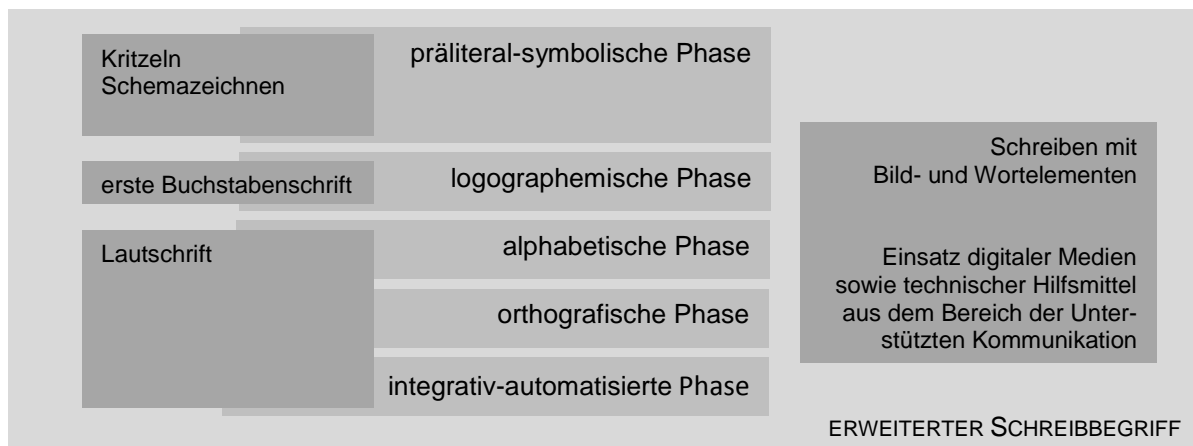 Kritzeln
Schemazeichnen
präliteral-symbolische Phase
erste Buchstabenschrift
logographemische Phase
Lautschrift
alphabetische Phase
orthografische Phase
integrativ-automatisierte Phase
Schreiben mit
Bild- und Wortelementen
Einsatz digitaler Medien
sowie technischer Hilfsmittel
aus dem Bereich der Unter-
stützten Kommunikation
ERWEITERTER SCHREIBBEGRIFF